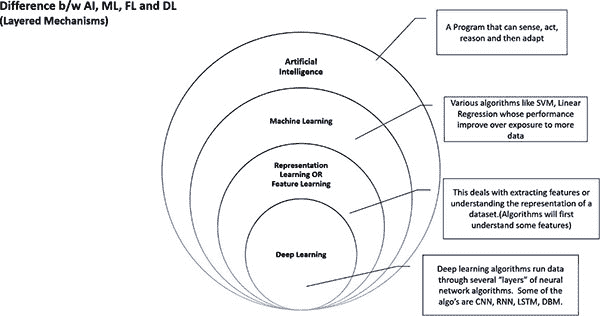 Difference b/w AI, ML, FL and DL
(Layered Mechanisms)
A Program that can sense, act,
reason and then adapt
Artificial
Intelligence
Various algorithms like SVM, Linear
Regression whose performance
improve over exposure to more
data
Machine Learning
Representation
Learning OR
Feature Learning
This deals with extracting features or
understanding the representation of a
dataset.(Algorithms will first
understand some features)
Deep Learning
Deep learning algorithms run data
through several “layers” of neural
network algorithms. Some of the
algo's are CNN, RNN, LSTM, DBM.